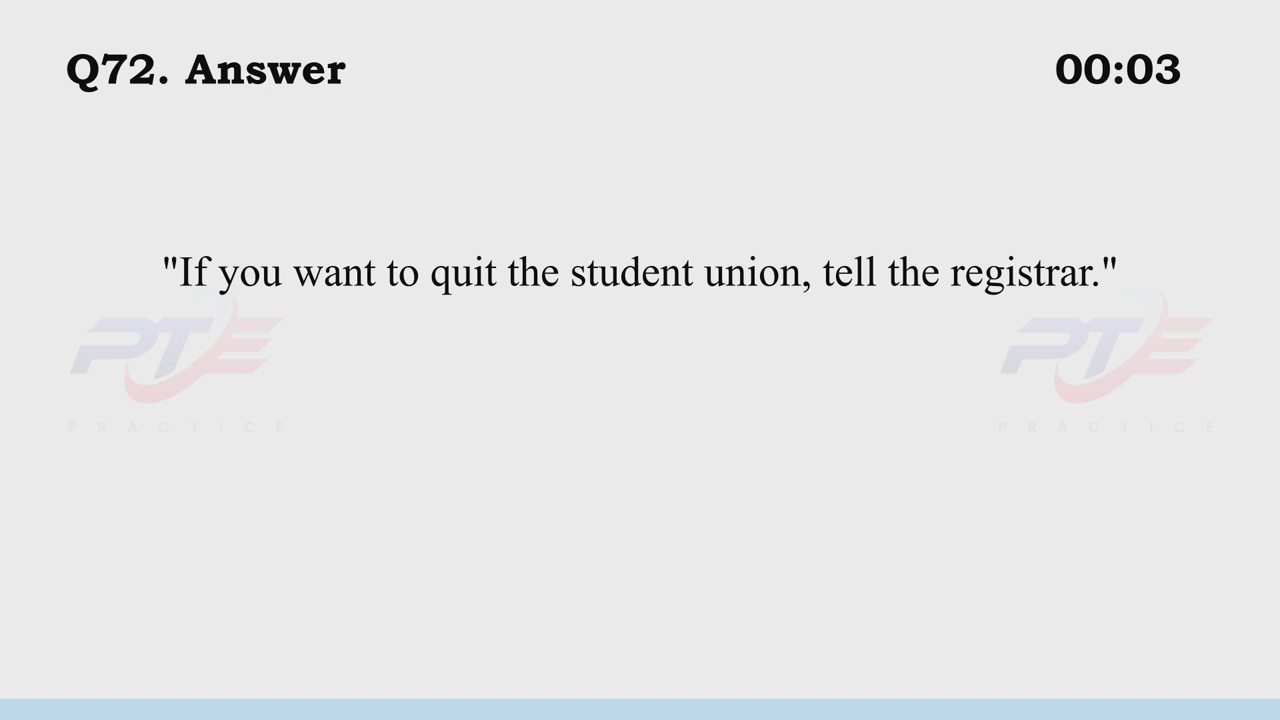 Q72. Answer
00:03
"If you want to quit the student union, tell the registrar."
PTE PTE
PRACTICE PRACTICE